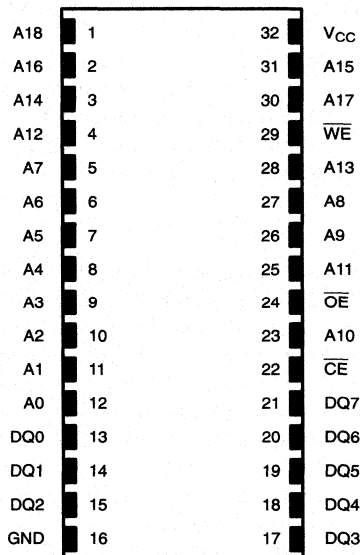 A18 1 32 VCC
A16 2 31 A15
A14 3 30 A17
A12 4 29 WE
A7 5 28 A13
A6 6 27 A8
A5 7 26 A9
A4 8 25 A11
A3 9 24 OE
A2 10 23 A10
A1 11 22 CE
A0 12 21 DQ7
DQ0 13 20 DQ6
DQ1 14 19 DQ5
DQ2 15 18 DQ4
GND 16 17 DQ3